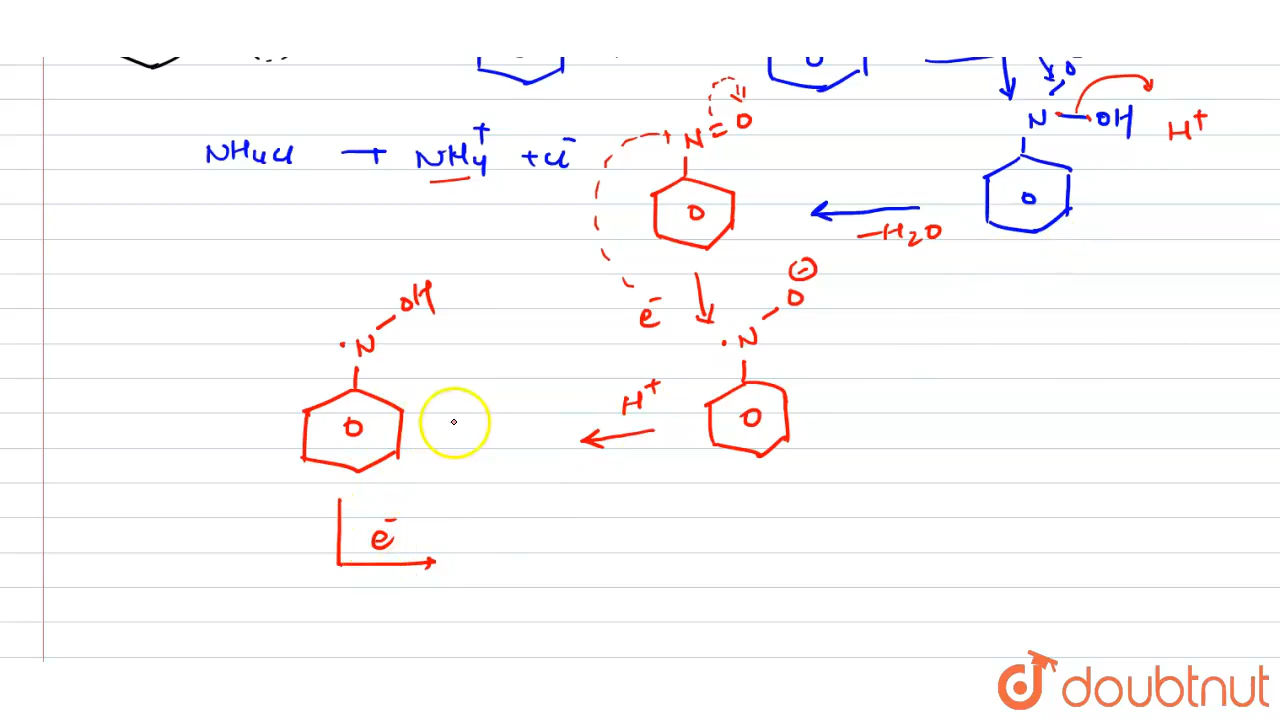 O
N=O
N-OH H+
NH4Cl → NH4+ + Cl-
O
O
-H2O
OH
-
O
e-
.N
.N
H+
O
O
e-
doubtnut